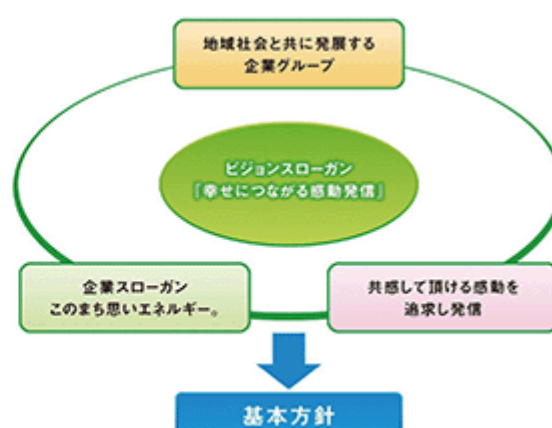 地域社会と共に発展する
企業グループ
ビジョンスローガン
「幸せにつながる感動発信」
企業スローガン
このまち思いエネルギー。
共感して頂ける感動を
追求し発信
基本方針